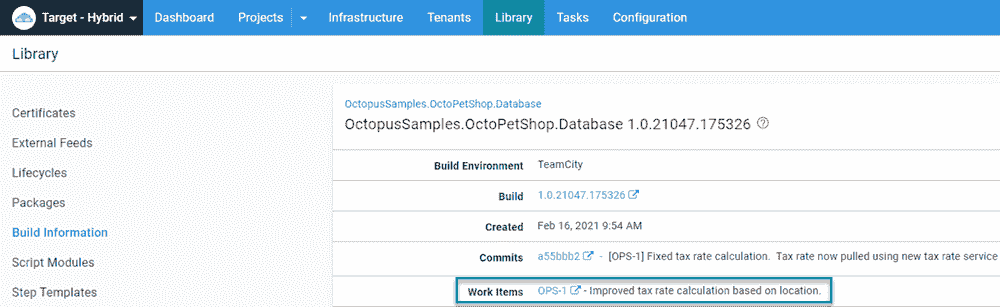 Target - Hybrid Dashboard Projects Infrastructure Tenants Library Tasks Configuration
Library
Certificates
External Feeds
Lifecycles
Packages
Build Information
Script Modules
Step Templates
OctopusSamples.OctoPetShop.Database
OctopusSamples.OctoPetShop.Database 1.0.21047.175326
Build Environment TeamCity
Build 1.0.21047.175326
Created Feb 16, 2021 9:54 AM
Commits a55bbb2 - [OPS-1] Fixed tax rate calculation. Tax rate now pulled using new tax rate service
Work Items OPS-1 - Improved tax rate calculation based on location.